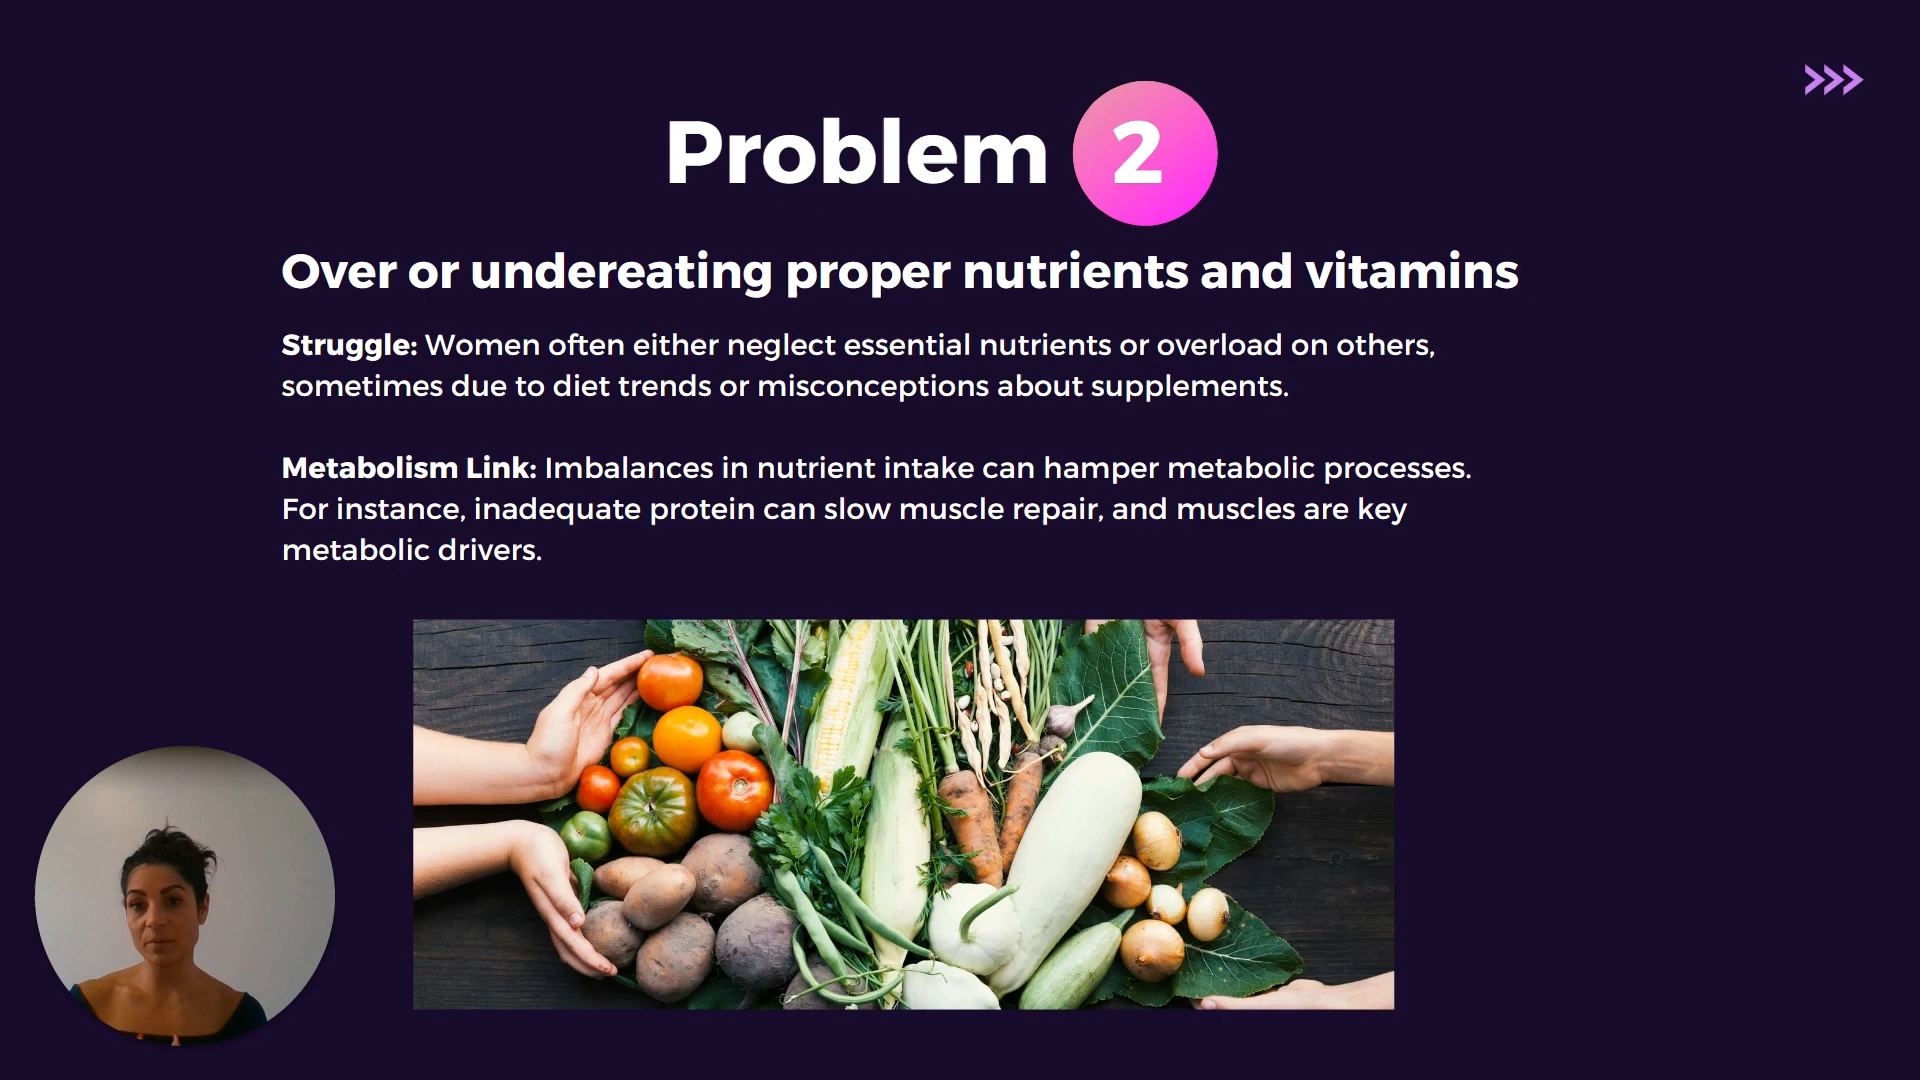 Problem 2
Over or undereating proper nutrients and vitamins
Struggle: Women often either neglect essential nutrients or overload on others,
sometimes due to diet trends or misconceptions about supplements.
Metabolism Link: Imbalances in nutrient intake can hamper metabolic processes.
For instance, inadequate protein can slow muscle repair, and muscles are key
metabolic drivers.